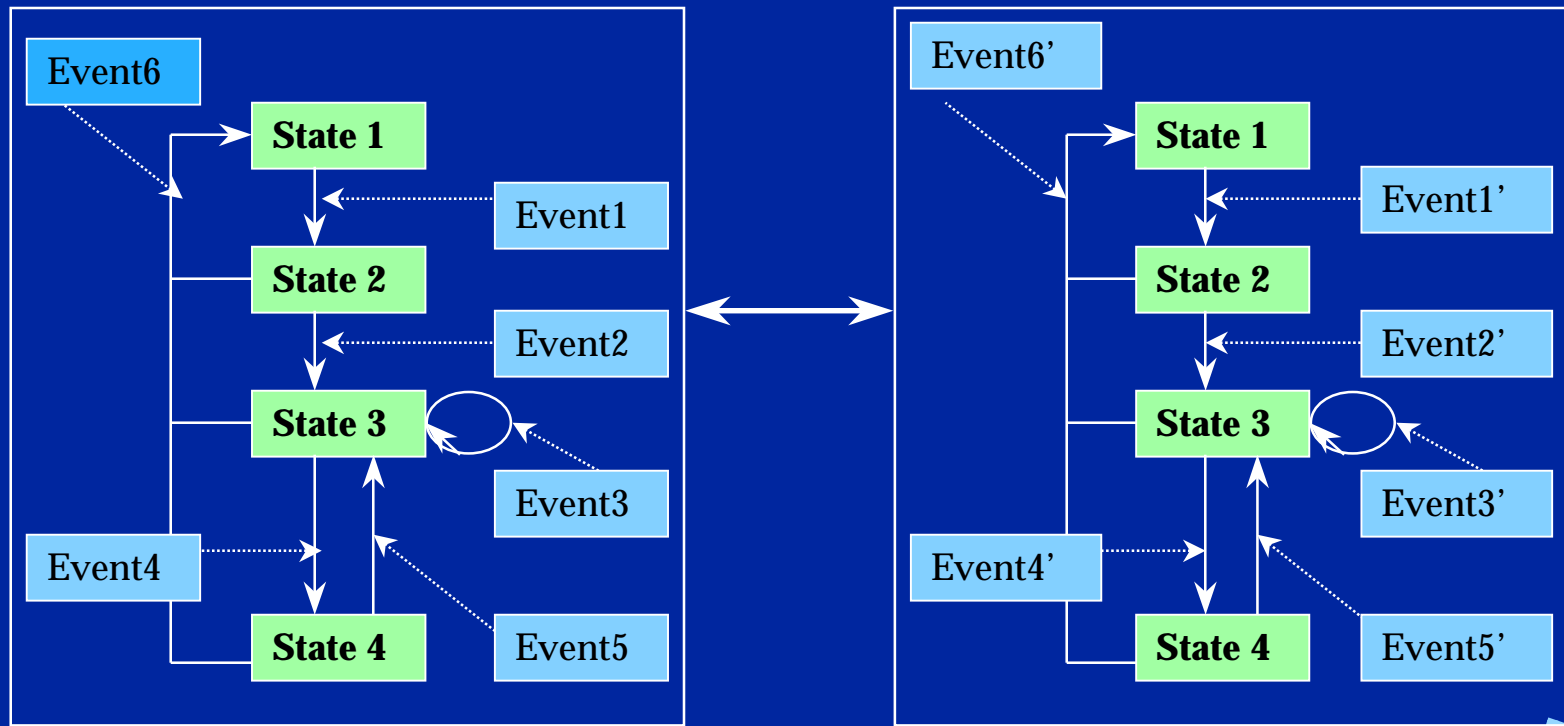 Event6
State 1
Event1
State 2
Event2
State 3
Event3
Event4
State 4
Event5
Event6’
State 1
Event1’
State 2
Event2’
State 3
Event3’
Event4’
State 4
Event5’